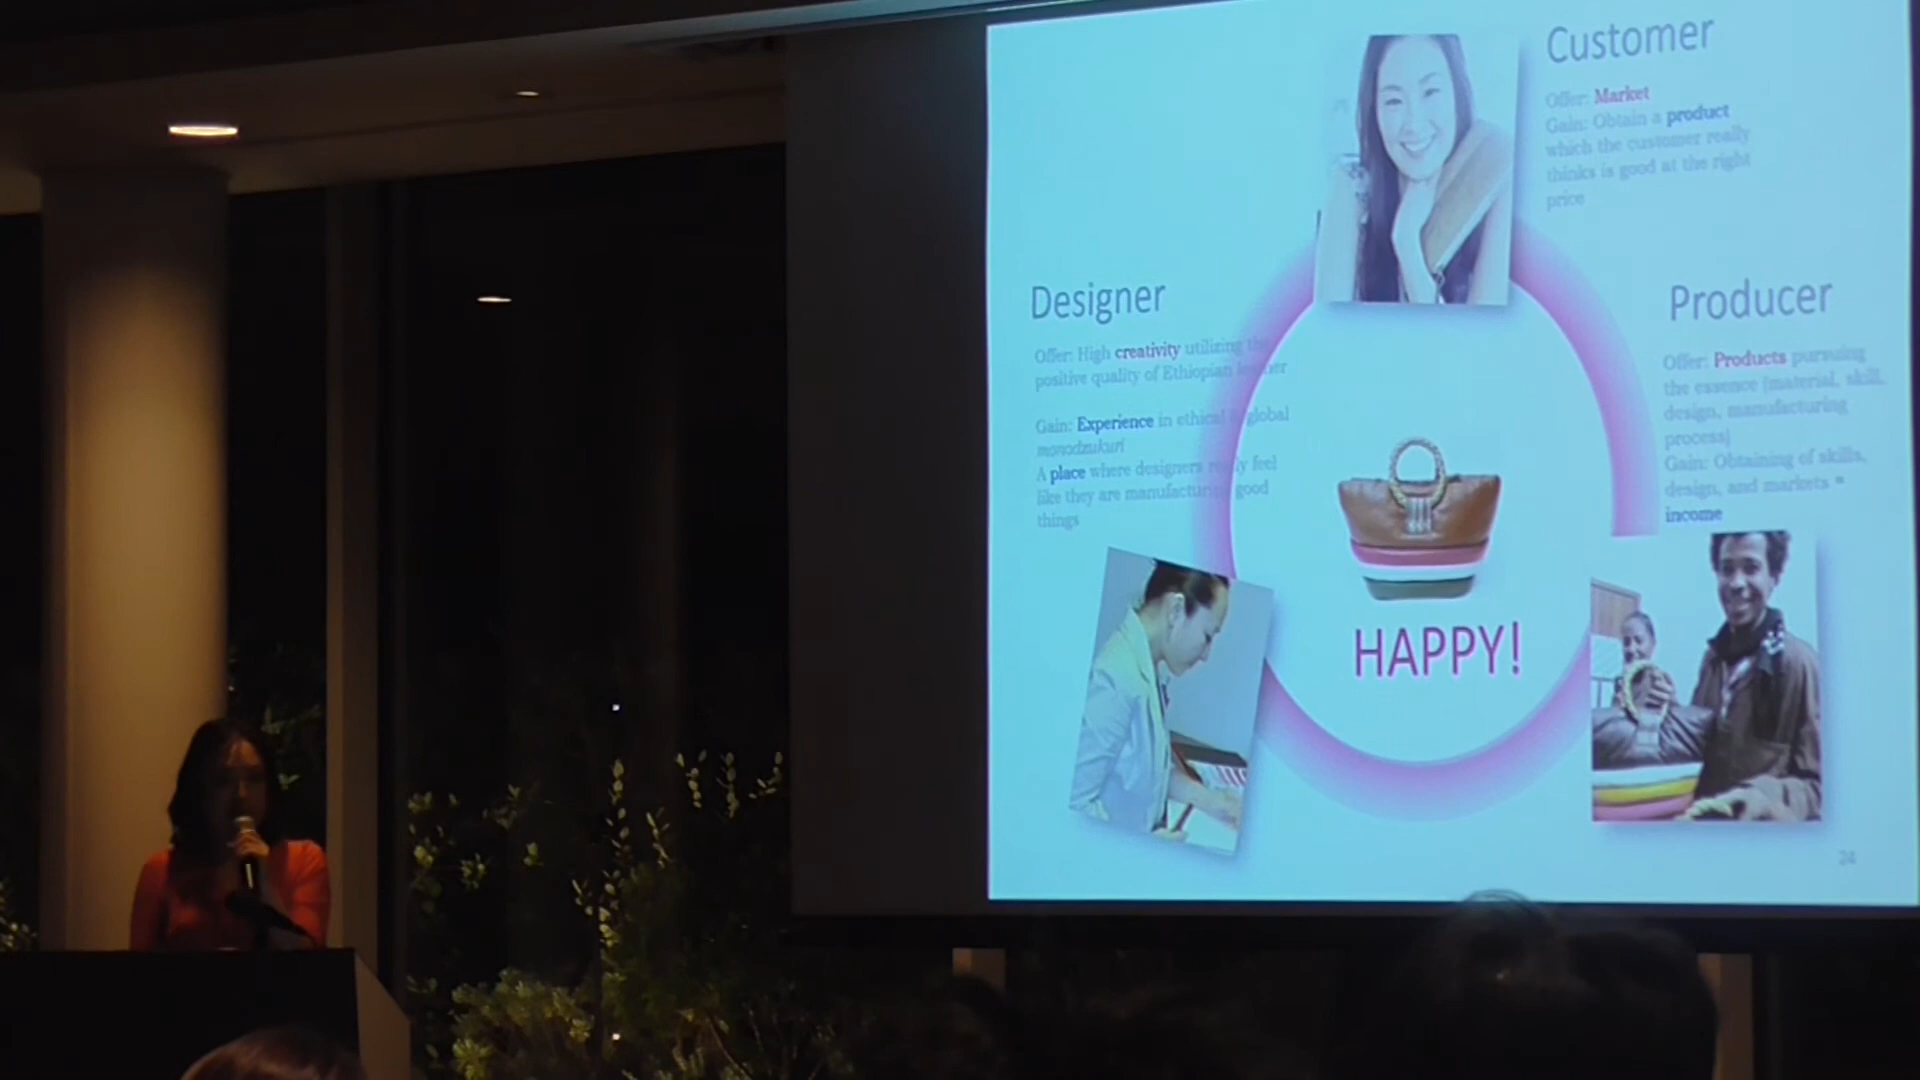 Customer
Offer: Market
Gain: Obtain a product
which the customer really
thinks is good at the right
price
Designer
Offer: High creativity utilizing the
positive quality of Ethiopian leather
Gain: Experience in ethical & global
monodzukuri
A place where designers really feel
like they are manufacturing good
things
Producer
Offer: Products pursuing
the essence (material, skill,
design, manufacturing
process)
Gain: Obtaining of skills,
design, and markets =
income
HAPPY!
24